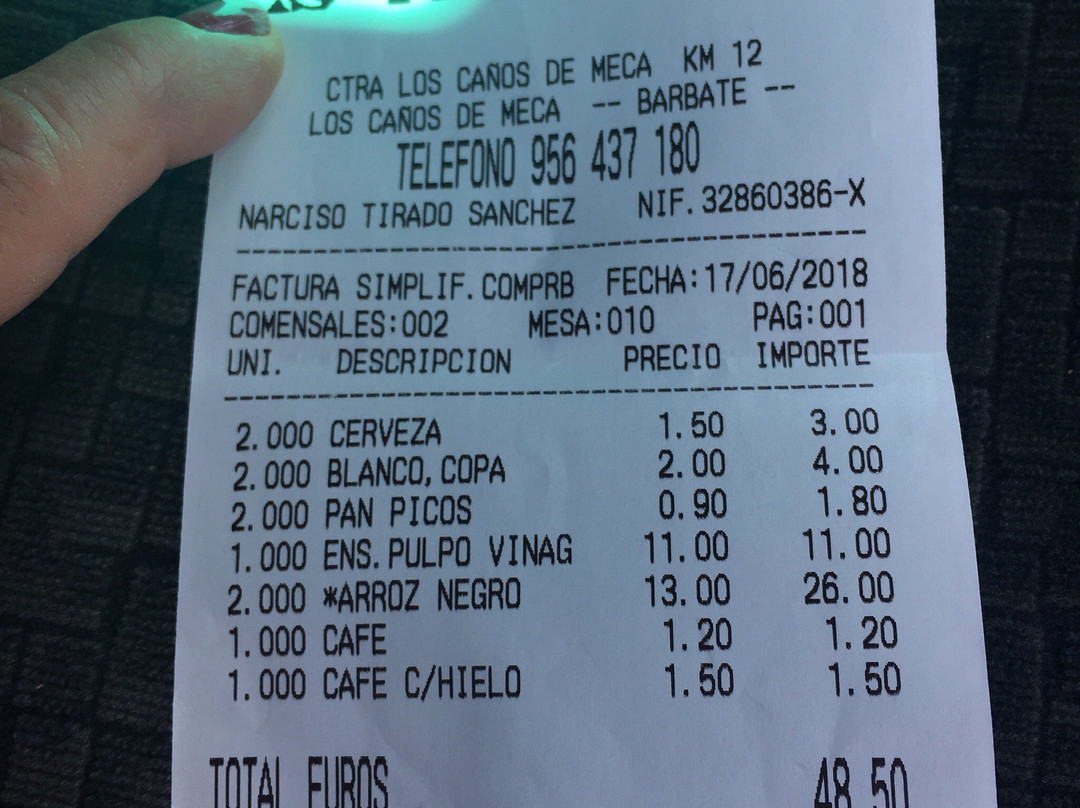 CTRA LOS CAÑOS DE MECA KM 12
LOS CAÑOS DE MECA -- BARBATE --
TELEFONO 956 437 180
NARCISO TIRADO SANCHEZ NIF.32860386-X
FACTURA SIMPLIF.COMPRB FECHA:17/06/2018
COMENSALES:002 MESA:010 PAG:001
UNI. DESCRIPCION PRECIO IMPORTE
2.000 CERVEZA 1.50 3.00
2.000 BLANCO,COPA 2.00 4.00
2.000 PAN PICOS 0.90 1.80
1.000 ENS.PULPO VINAG 11.00 11.00
2.000 *ARROZ NEGRO 13.00 26.00
1.000 CAFE 1.20 1.20
1.000 CAFE C/HIELO 1.50 1.50
TOTAL EUROS 48.50